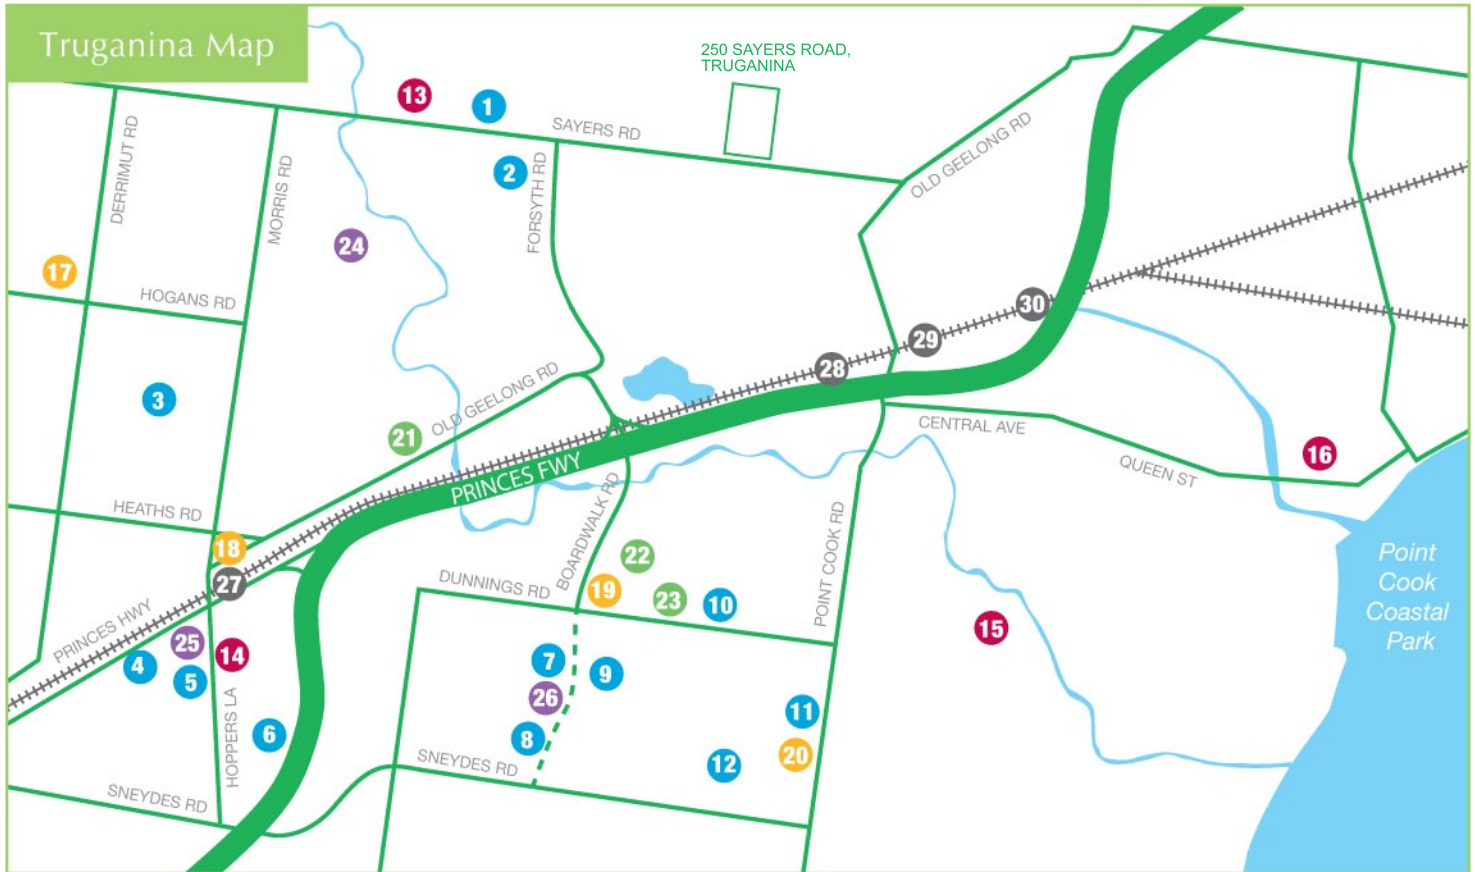 Truganina Map
250 SAYERS ROAD,
TRUGANINA
13
1
SAYERS RD
DERRIMUT RD
MORRIS RD
2
FORSYTH RD
OLD GEELONG RD
24
17
HOGANS RD
30
29
28
3
OLD GEELONG RD
21
CENTRAL AVE
16
QUEEN ST
PRINCES FWY
HEATHS RD
BOARDWALK RD
POINT COOK RD
18
27
22
DUNNINGS RD
19
23
10
Point
Cook
Coastal
Park
PRINCES HWY
25
14
15
4
5
7
9
26
HOPPERS LA
6
8
11
20
12
SNEYDES RD
SNEYDES RD